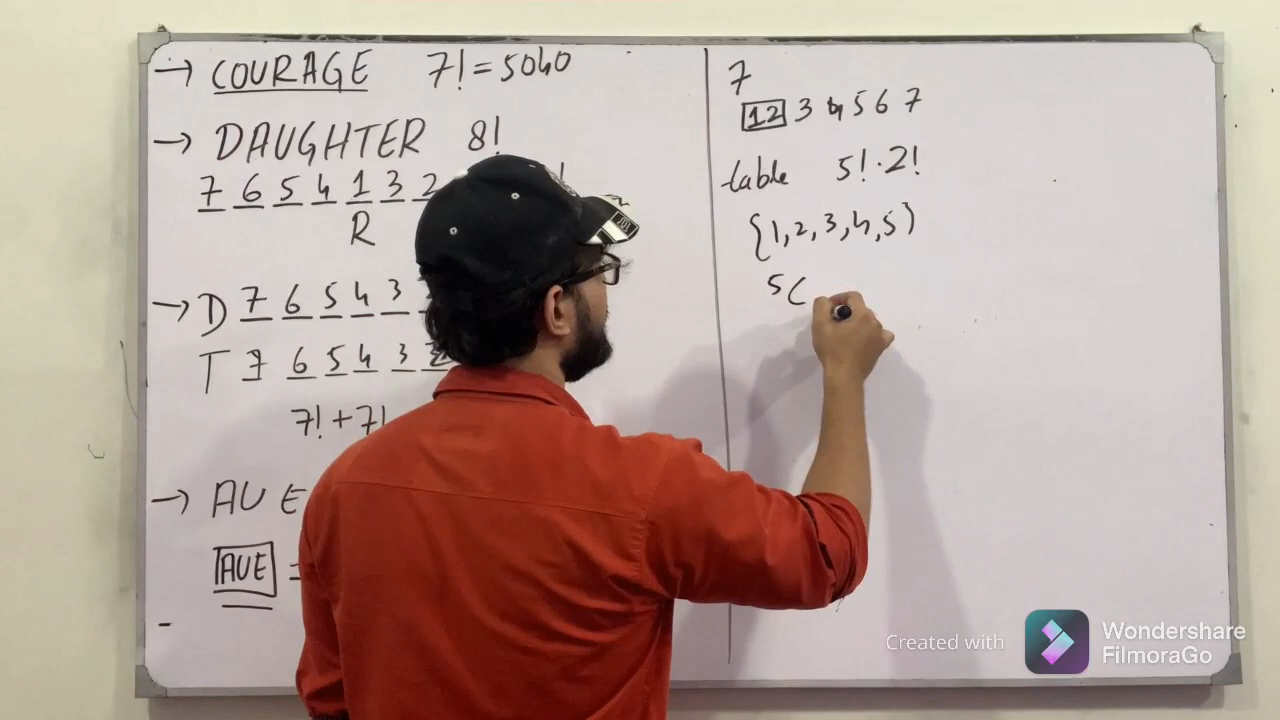 → COURAGE 7! = 5040
→ DAUGHTER 8!
7 6 5 4 1 3 2
R
→ D 7 6 5 4 3
T 7 6 5 4 3 2
7! + 7!
→ AUE
AUE =
7
12 3 4 5 6 7
table 5! · 2!
{1, 2, 3, 4, 5)
5C
Created with
Wondershare
FilmoraGo